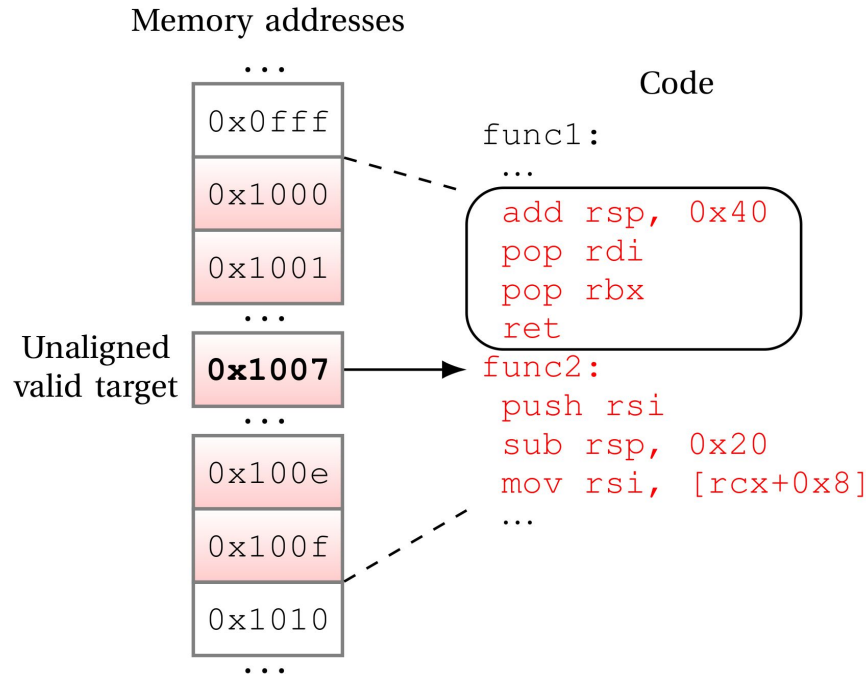 Memory addresses
...
0x0fff
0x1000
0x1001
...
Unaligned
valid target
0x1007
...
0x100e
0x100f
0x1010
...
Code
func1:
...
add rsp, 0x40
pop rdi
pop rbx
ret
func2:
push rsi
sub rsp, 0x20
mov rsi, [rcx+0x8]
...